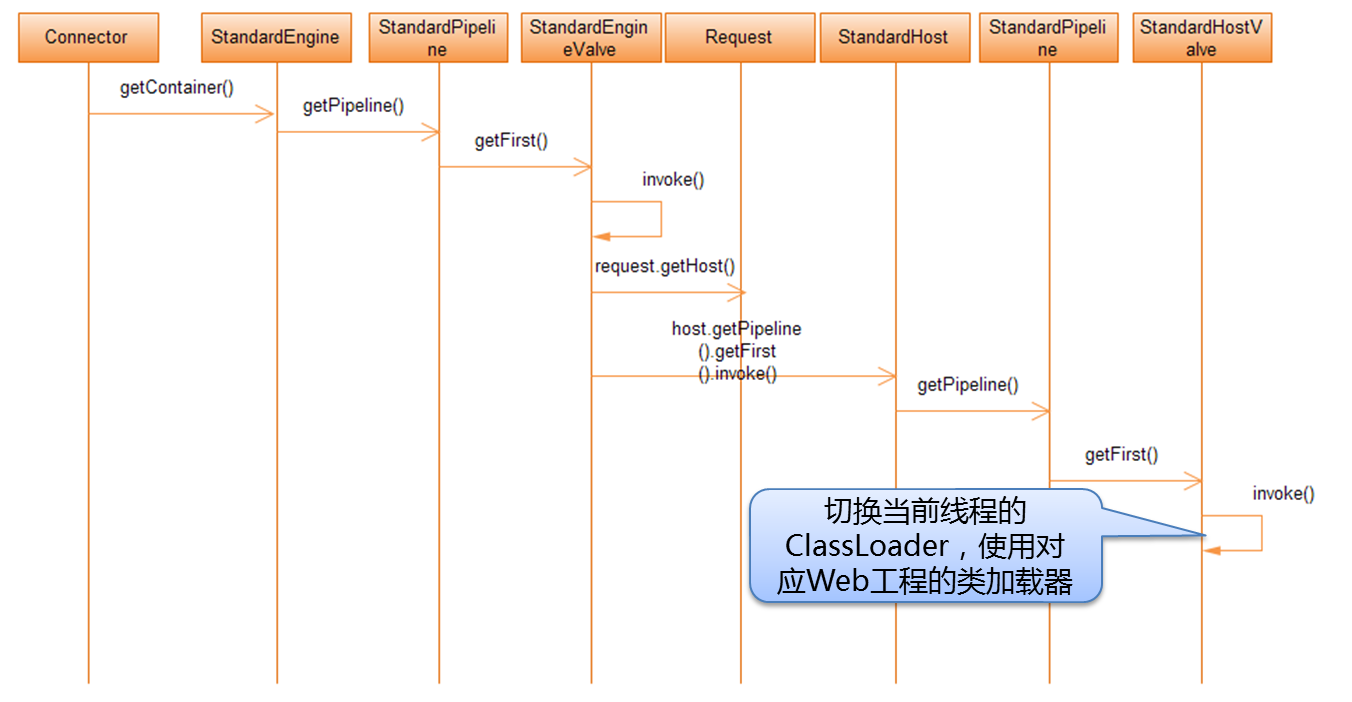 Connector
StandardEngine
StandardPipeli
ne
StandardEngin
eValve
Request
StandardHost
StandardPipeli
ne
StandardHostV
alve
getContainer()
getPipeline()
getFirst()
invoke()
request.getHost()
host.getPipeline
().getFirst
().invoke()
getPipeline()
getFirst()
invoke()
切换当前线程的
ClassLoader，使用对
应Web工程的类加载器